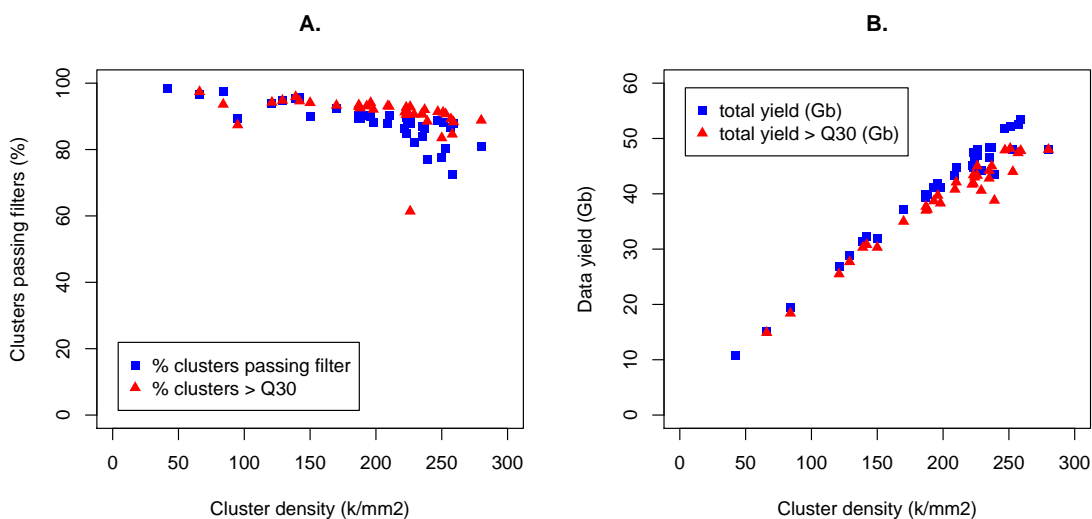 A.
Clusters passing filters (%)
0
20
40
60
80
100
% clusters passing filter
% clusters > Q30
0
50
100
150
200
250
300
Cluster density (k/mm2)
B.
Data yield (Gb)
0
10
20
30
40
50
60
total yield (Gb)
total yield > Q30 (Gb)
0
50
100
150
200
250
300
Cluster density (k/mm2)